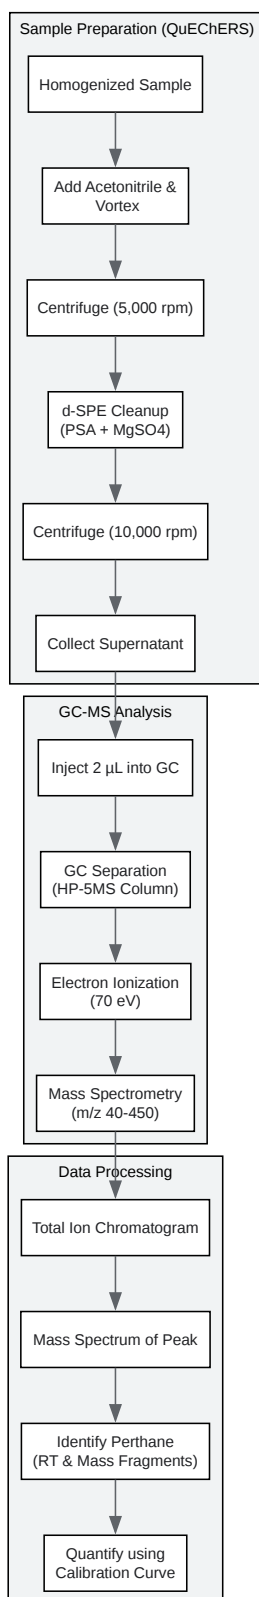 Sample Preparation (QuEChERS)
Homogenized Sample
Add Acetonitrile &
Vortex
Centrifuge (5,000 rpm)
d-SPE Cleanup
(PSA + MgSO4)
Centrifuge (10,000 rpm)
Collect Supernatant
GC-MS Analysis
Inject 2 µL into GC
GC Separation
(HP-5MS Column)
Electron Ionization
(70 eV)
Mass Spectrometry
(m/z 40-450)
Data Processing
Total Ion Chromatogram
Mass Spectrum of Peak
Identify Perthane
(RT & Mass Fragments)
Quantify using
Calibration Curve